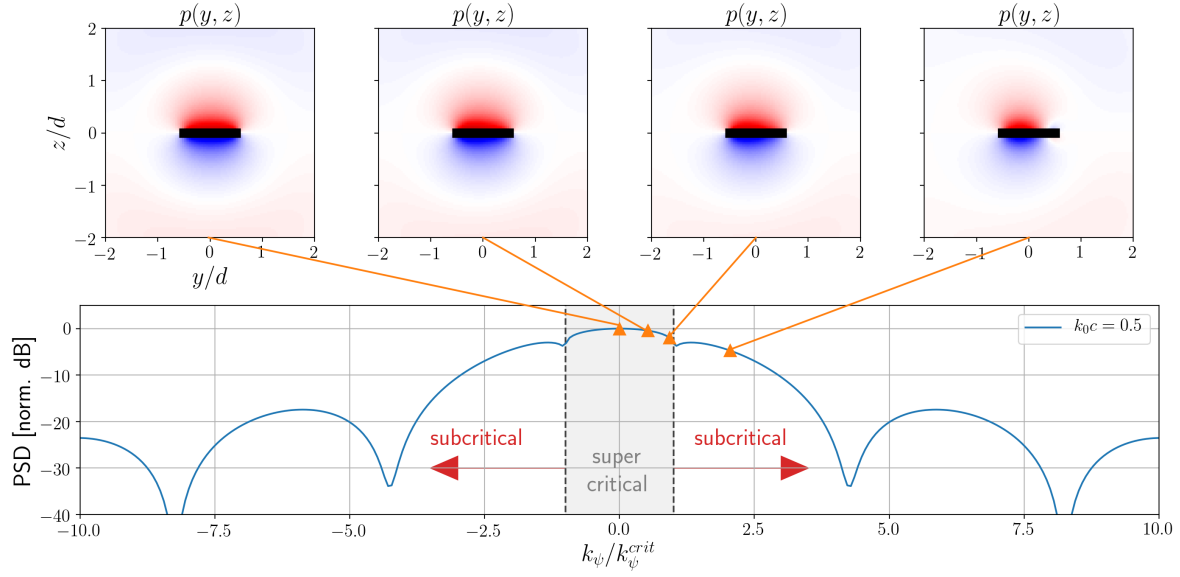 p(y, z) p(y, z) p(y, z) p(y, z)
2
1
0
−1
−2
z/d
−2 −1 0 1 2 −2 −1 0 1 2 −2 −1 0 1 2 −2 −1 0 1 2
y/d
0
−10
−20
−30
−40
PSD [norm. dB]
k₀c = 0.5
subcritical subcritical
super
critical
−10.0 −7.5 −5.0 −2.5 0.0 2.5 5.0 7.5 10.0
k_ψ/k_ψ^{crit}